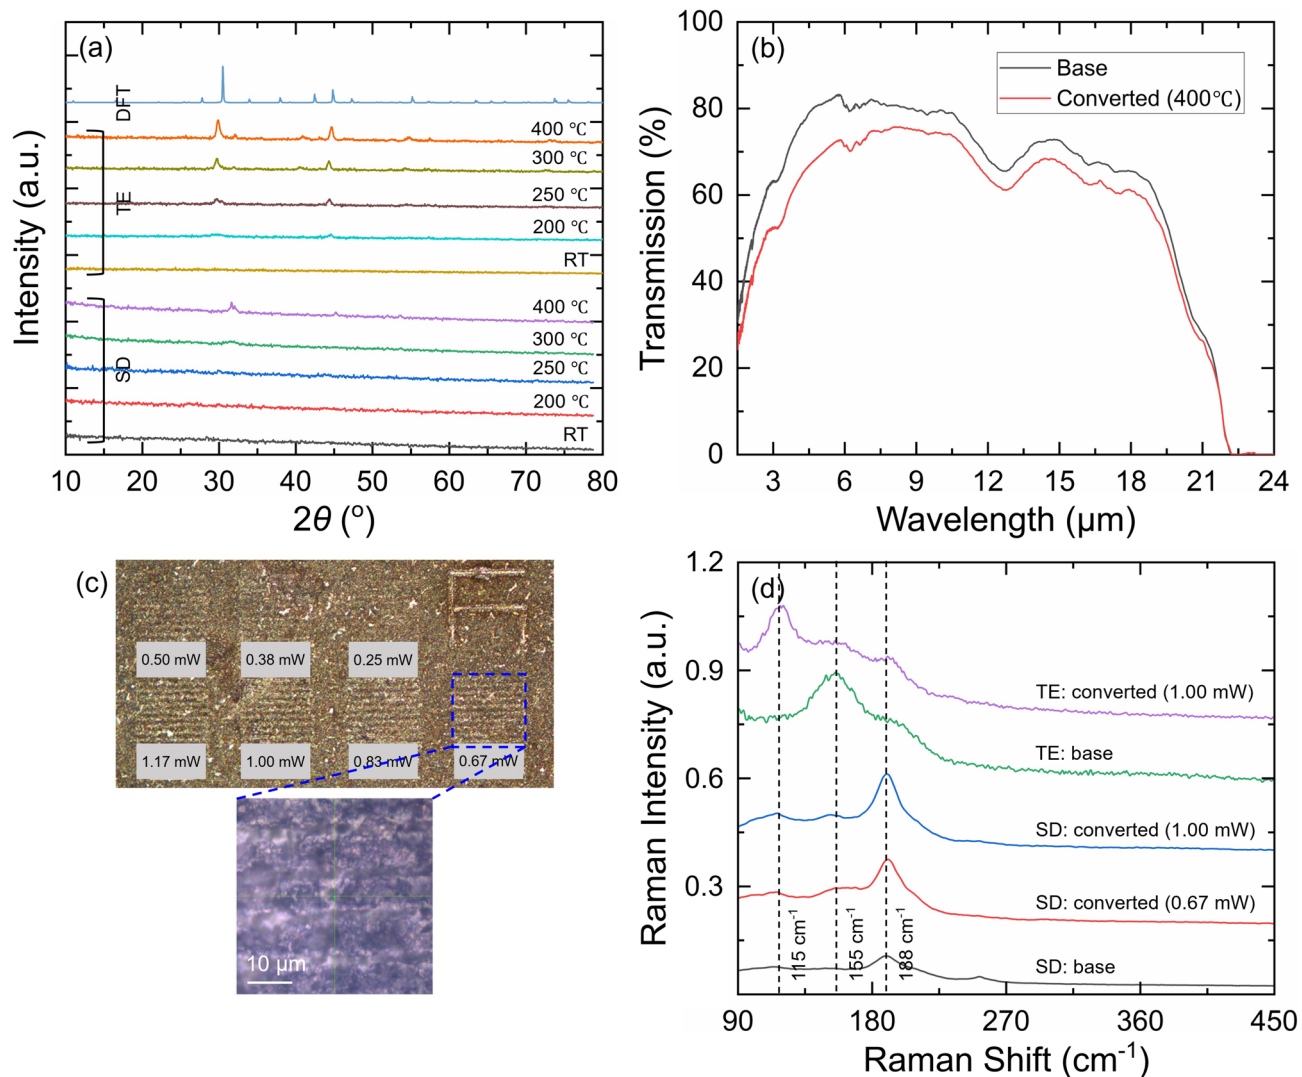 (a)
Intensity (a.u.)
DFT
TE
SD
400 ℃
300 ℃
250 ℃
200 ℃
RT
400 ℃
300 ℃
250 ℃
200 ℃
RT
10 20 30 40 50 60 70 80
2θ (°)
(b)
Transmission (%)
100
80
60
40
20
0
Base
Converted (400℃)
3 6 9 12 15 18 21 24
Wavelength (µm)
(c)
0.50 mW 0.38 mW 0.25 mW
1.17 mW 1.00 mW 0.83 mW 0.67 mW
10 µm
(d)
Raman Intensity (a.u.)
1.2
0.9
0.6
0.3
TE: converted (1.00 mW)
TE: base
SD: converted (1.00 mW)
SD: converted (0.67 mW)
SD: base
115 cm⁻¹
155 cm⁻¹
188 cm⁻¹
90 180 270 360 450
Raman Shift (cm⁻¹)